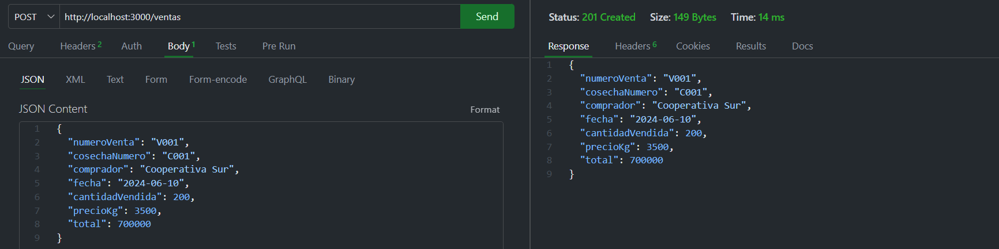 POST http://localhost:3000/ventas Send
Query Headers 2 Auth Body 1 Tests Pre Run
JSON XML Text Form Form-encode GraphQL Binary
JSON Content Format
1 {
2 "numeroVenta": "V001",
3 "cosechaNumero": "C001",
4 "comprador": "Cooperativa Sur",
5 "fecha": "2024-06-10",
6 "cantidadVendida": 200,
7 "precioKg": 3500,
8 "total": 700000
9 }
Status: 201 Created Size: 149 Bytes Time: 14 ms
Response Headers 6 Cookies Results Docs
1 {
2 "numeroVenta": "V001",
3 "cosechaNumero": "C001",
4 "comprador": "Cooperativa Sur",
5 "fecha": "2024-06-10",
6 "cantidadVendida": 200,
7 "precioKg": 3500,
8 "total": 700000
9 }